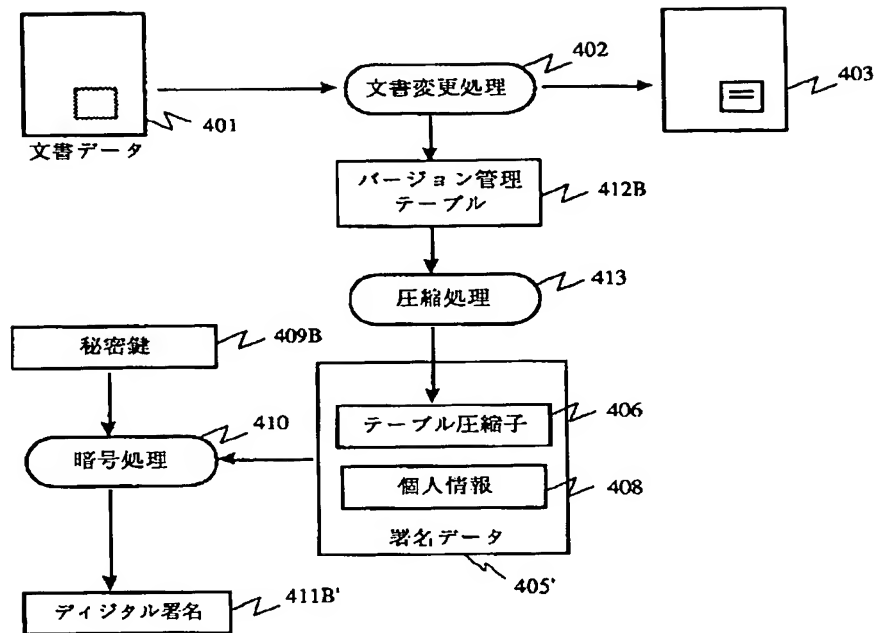 402
文書変更処理
403
401
文書データ
バージョン管理
テーブル
412B
413
圧縮処理
秘密鍵
409B
テーブル圧縮子
406
410
暗号処理
個人情報
408
署名データ
405'
ディジタル署名
411B'